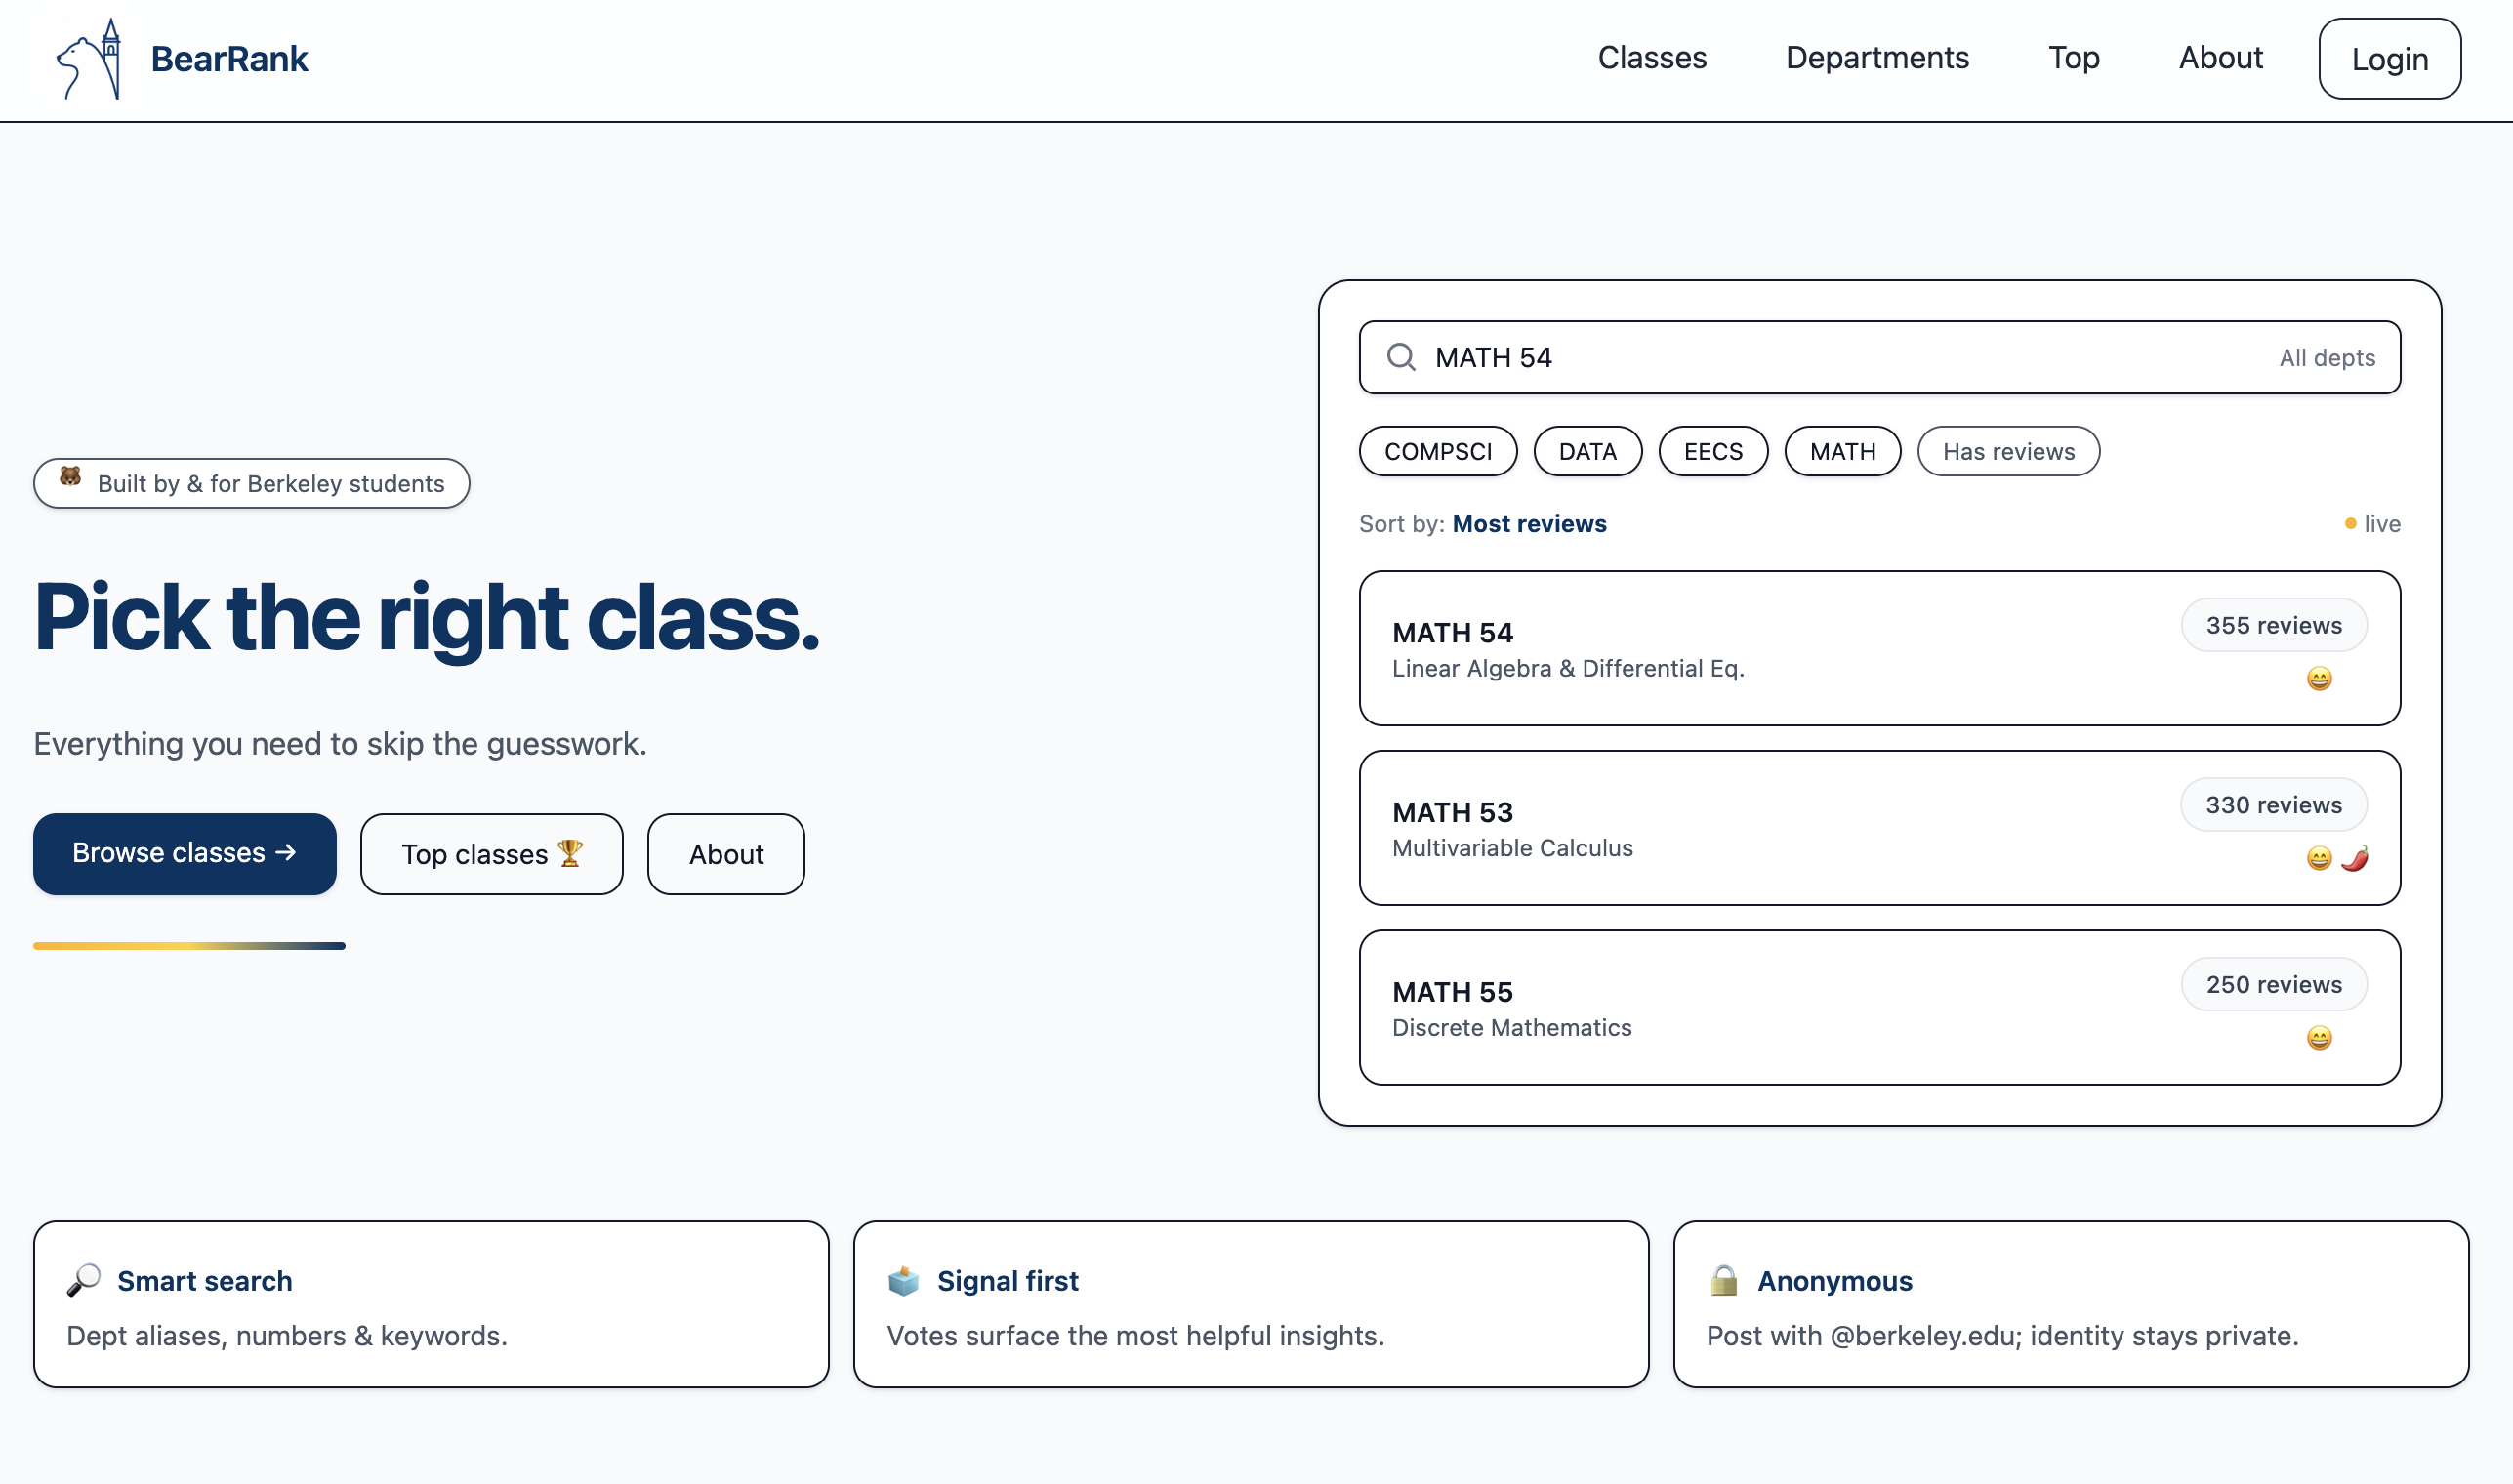 BearRank
Classes Departments Top About Login
Built by & for Berkeley students
Pick the right class.
Everything you need to skip the guesswork.
Browse classes → Top classes 🏆 About
MATH 54 All depts
COMPSCI DATA EECS MATH Has reviews
Sort by: Most reviews live
MATH 54 355 reviews
Linear Algebra & Differential Eq.
MATH 53 330 reviews
Multivariable Calculus
MATH 55 250 reviews
Discrete Mathematics
Smart search
Dept aliases, numbers & keywords.
Signal first
Votes surface the most helpful insights.
Anonymous
Post with @berkeley.edu; identity stays private.